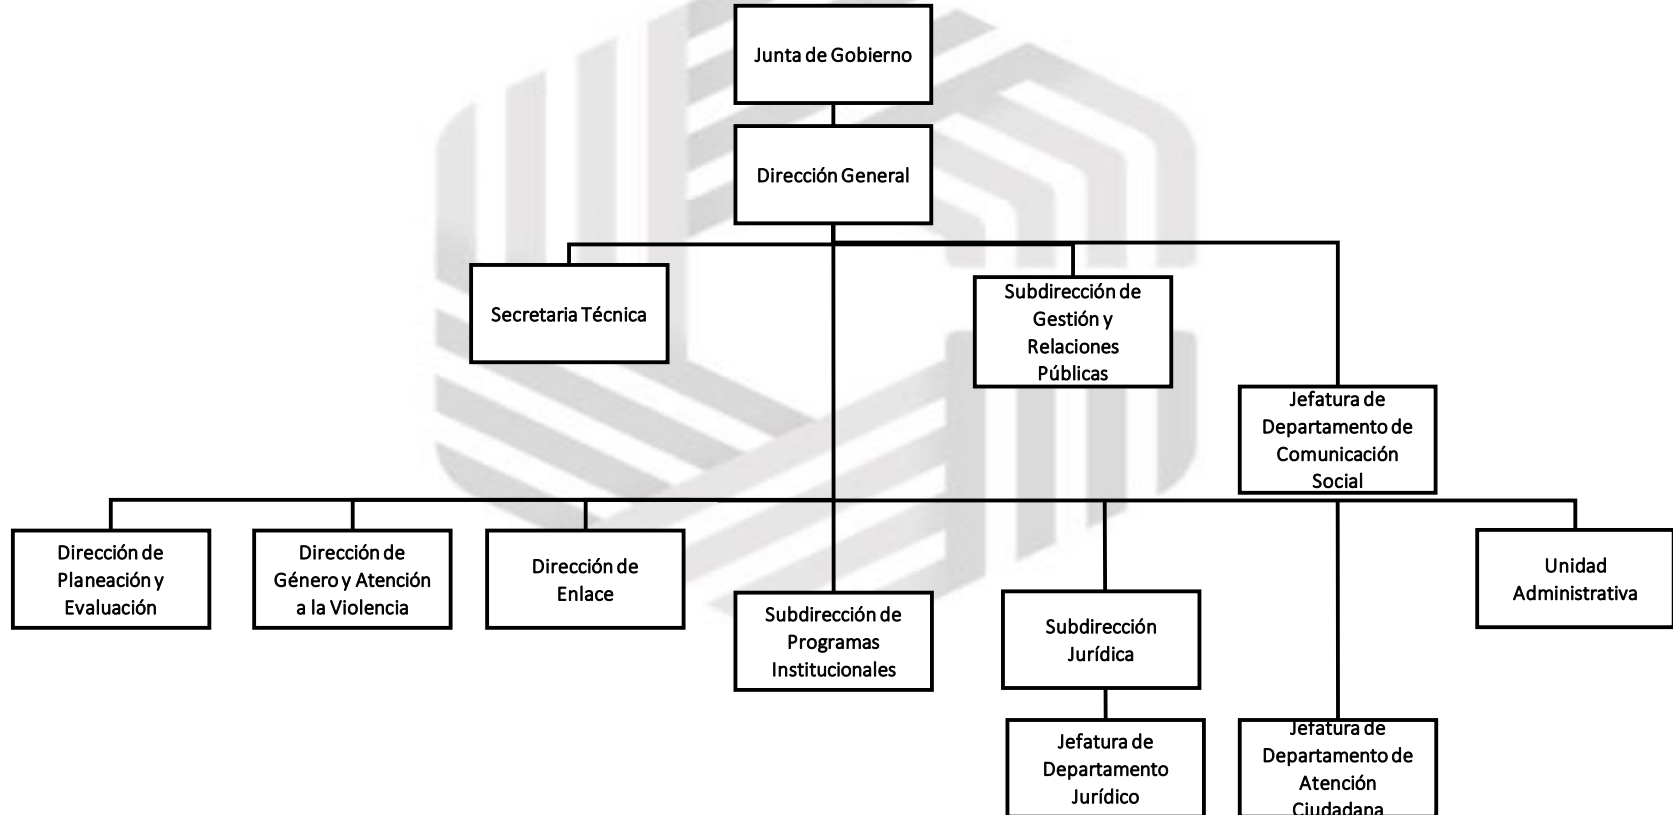 Junta de Gobierno
Dirección General
Secretaria Técnica
Subdirección de
Gestión y
Relaciones
Públicas
Jefatura de
Departamento de
Comunicación
Social
Dirección de
Planeación y
Evaluación
Dirección de
Género y Atención
a la Violencia
Dirección de
Enlace
Subdirección de
Programas
Institucionales
Subdirección
Jurídica
Unidad
Administrativa
Jefatura de
Departamento
Jurídico
Jefatura de
Departamento de
Atención
Ciudadana